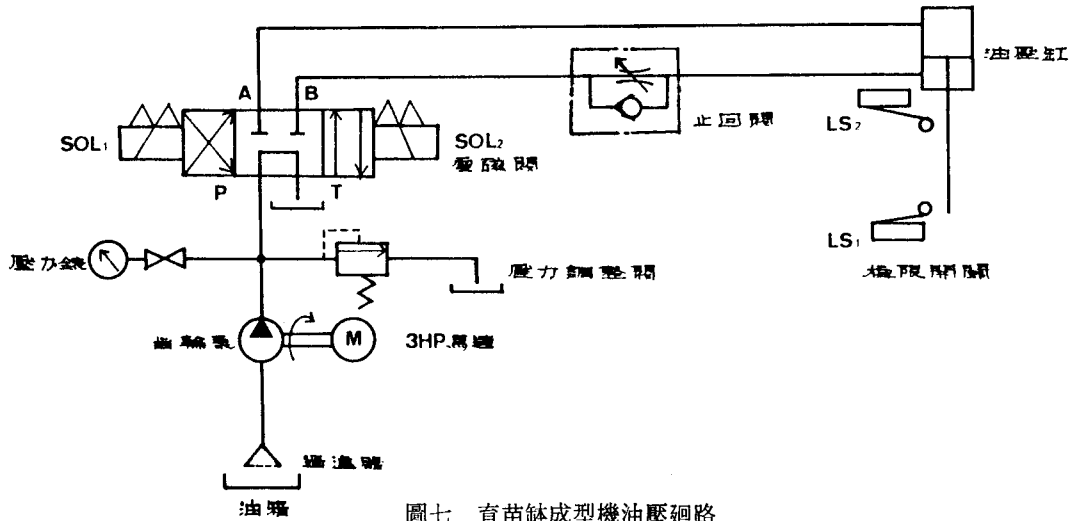 油壓缸
A
B
止回閥
LS₂
SOL₁
SOL₂
電磁閥
P
T
LS₁
壓力錶
壓力調整閥
極限開關
齒輪泵
M
3HP馬達
過濾器
油箱
圖七 育苗缽成型機油壓廻路